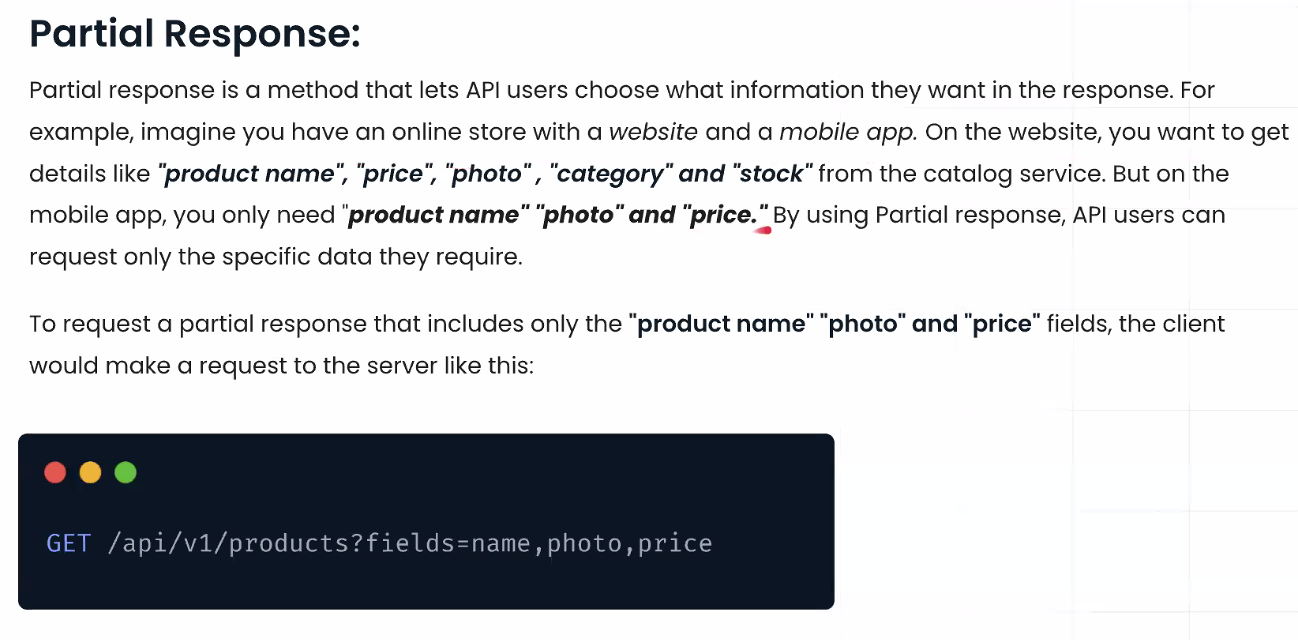 Partial Response:
Partial response is a method that lets API users choose what information they want in the response. For
example, imagine you have an online store with a website and a mobile app. On the website, you want to get
details like "product name", "price", "photo" , "category" and "stock" from the catalog service. But on the
mobile app, you only need "product name" "photo" and "price." By using Partial response, API users can
request only the specific data they require.
To request a partial response that includes only the "product name" "photo" and "price" fields, the client
would make a request to the server like this:
GET /api/v1/products?fields=name,photo,price